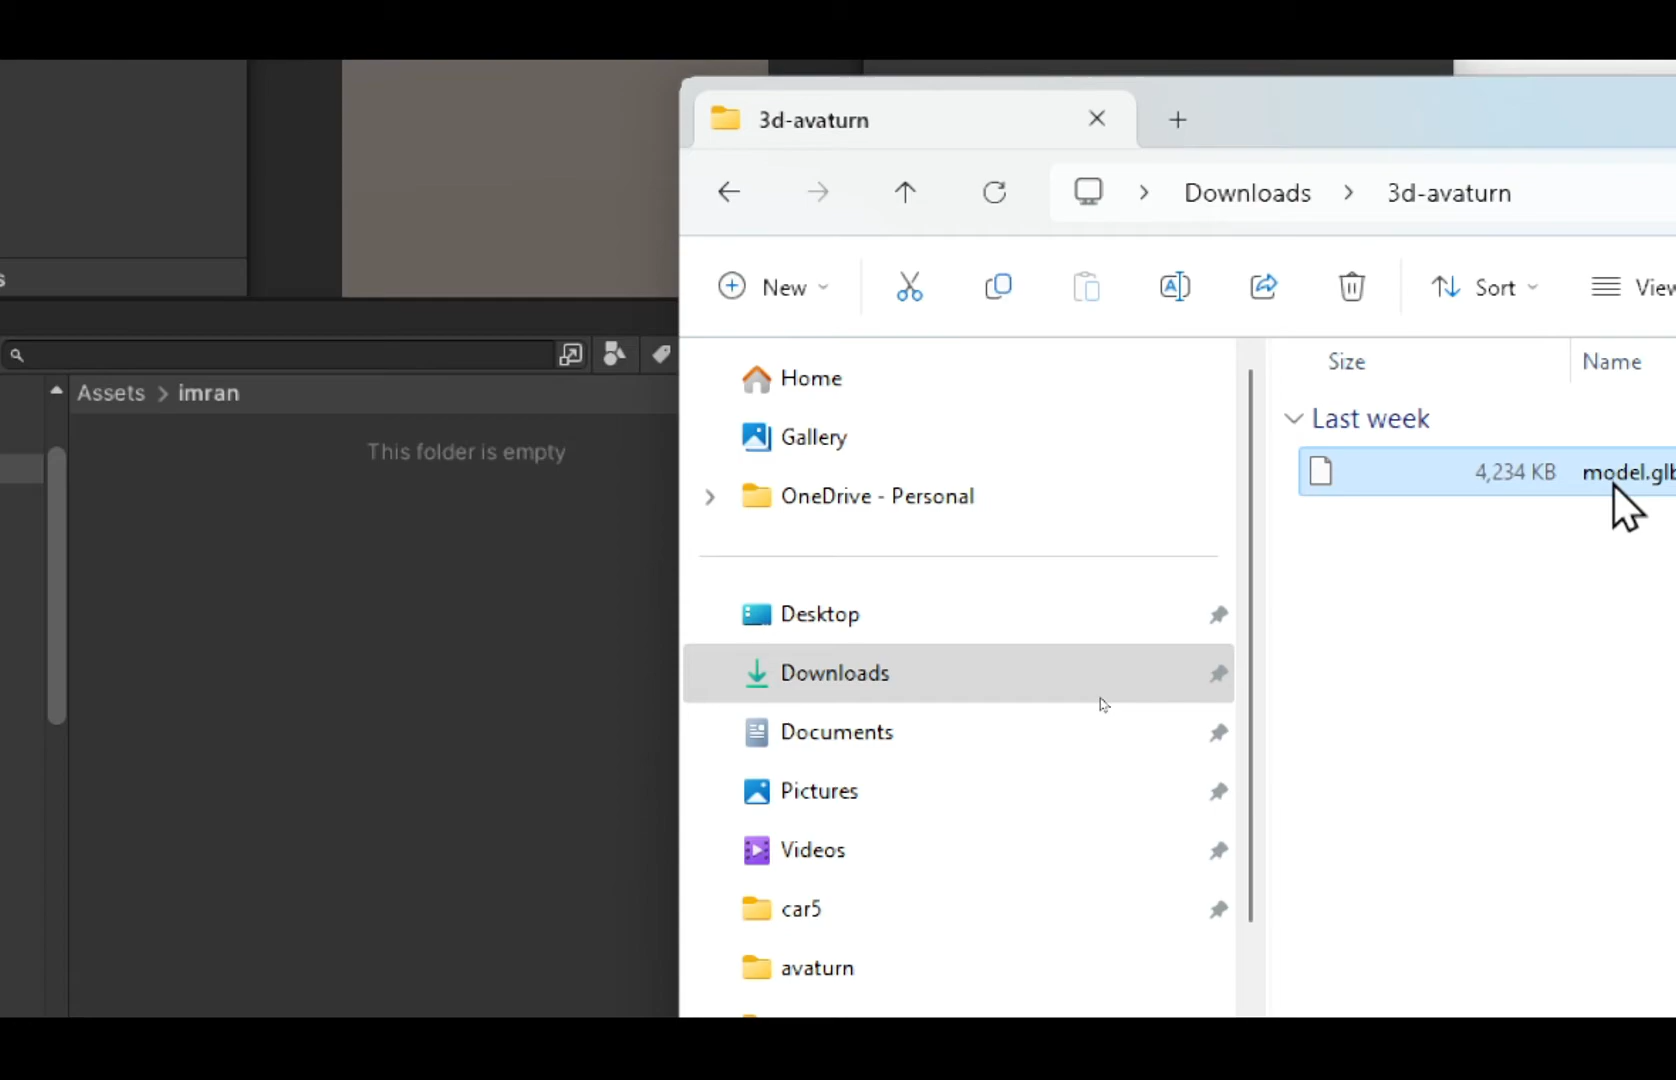 3d-avaturn
Downloads > 3d-avaturn
New
Sort
View
s
Assets > imran
This folder is empty
Home
Gallery
OneDrive - Personal
Desktop
Downloads
Documents
Pictures
Videos
car5
avaturn
Size Name
Last week
4,234 KB model.glb